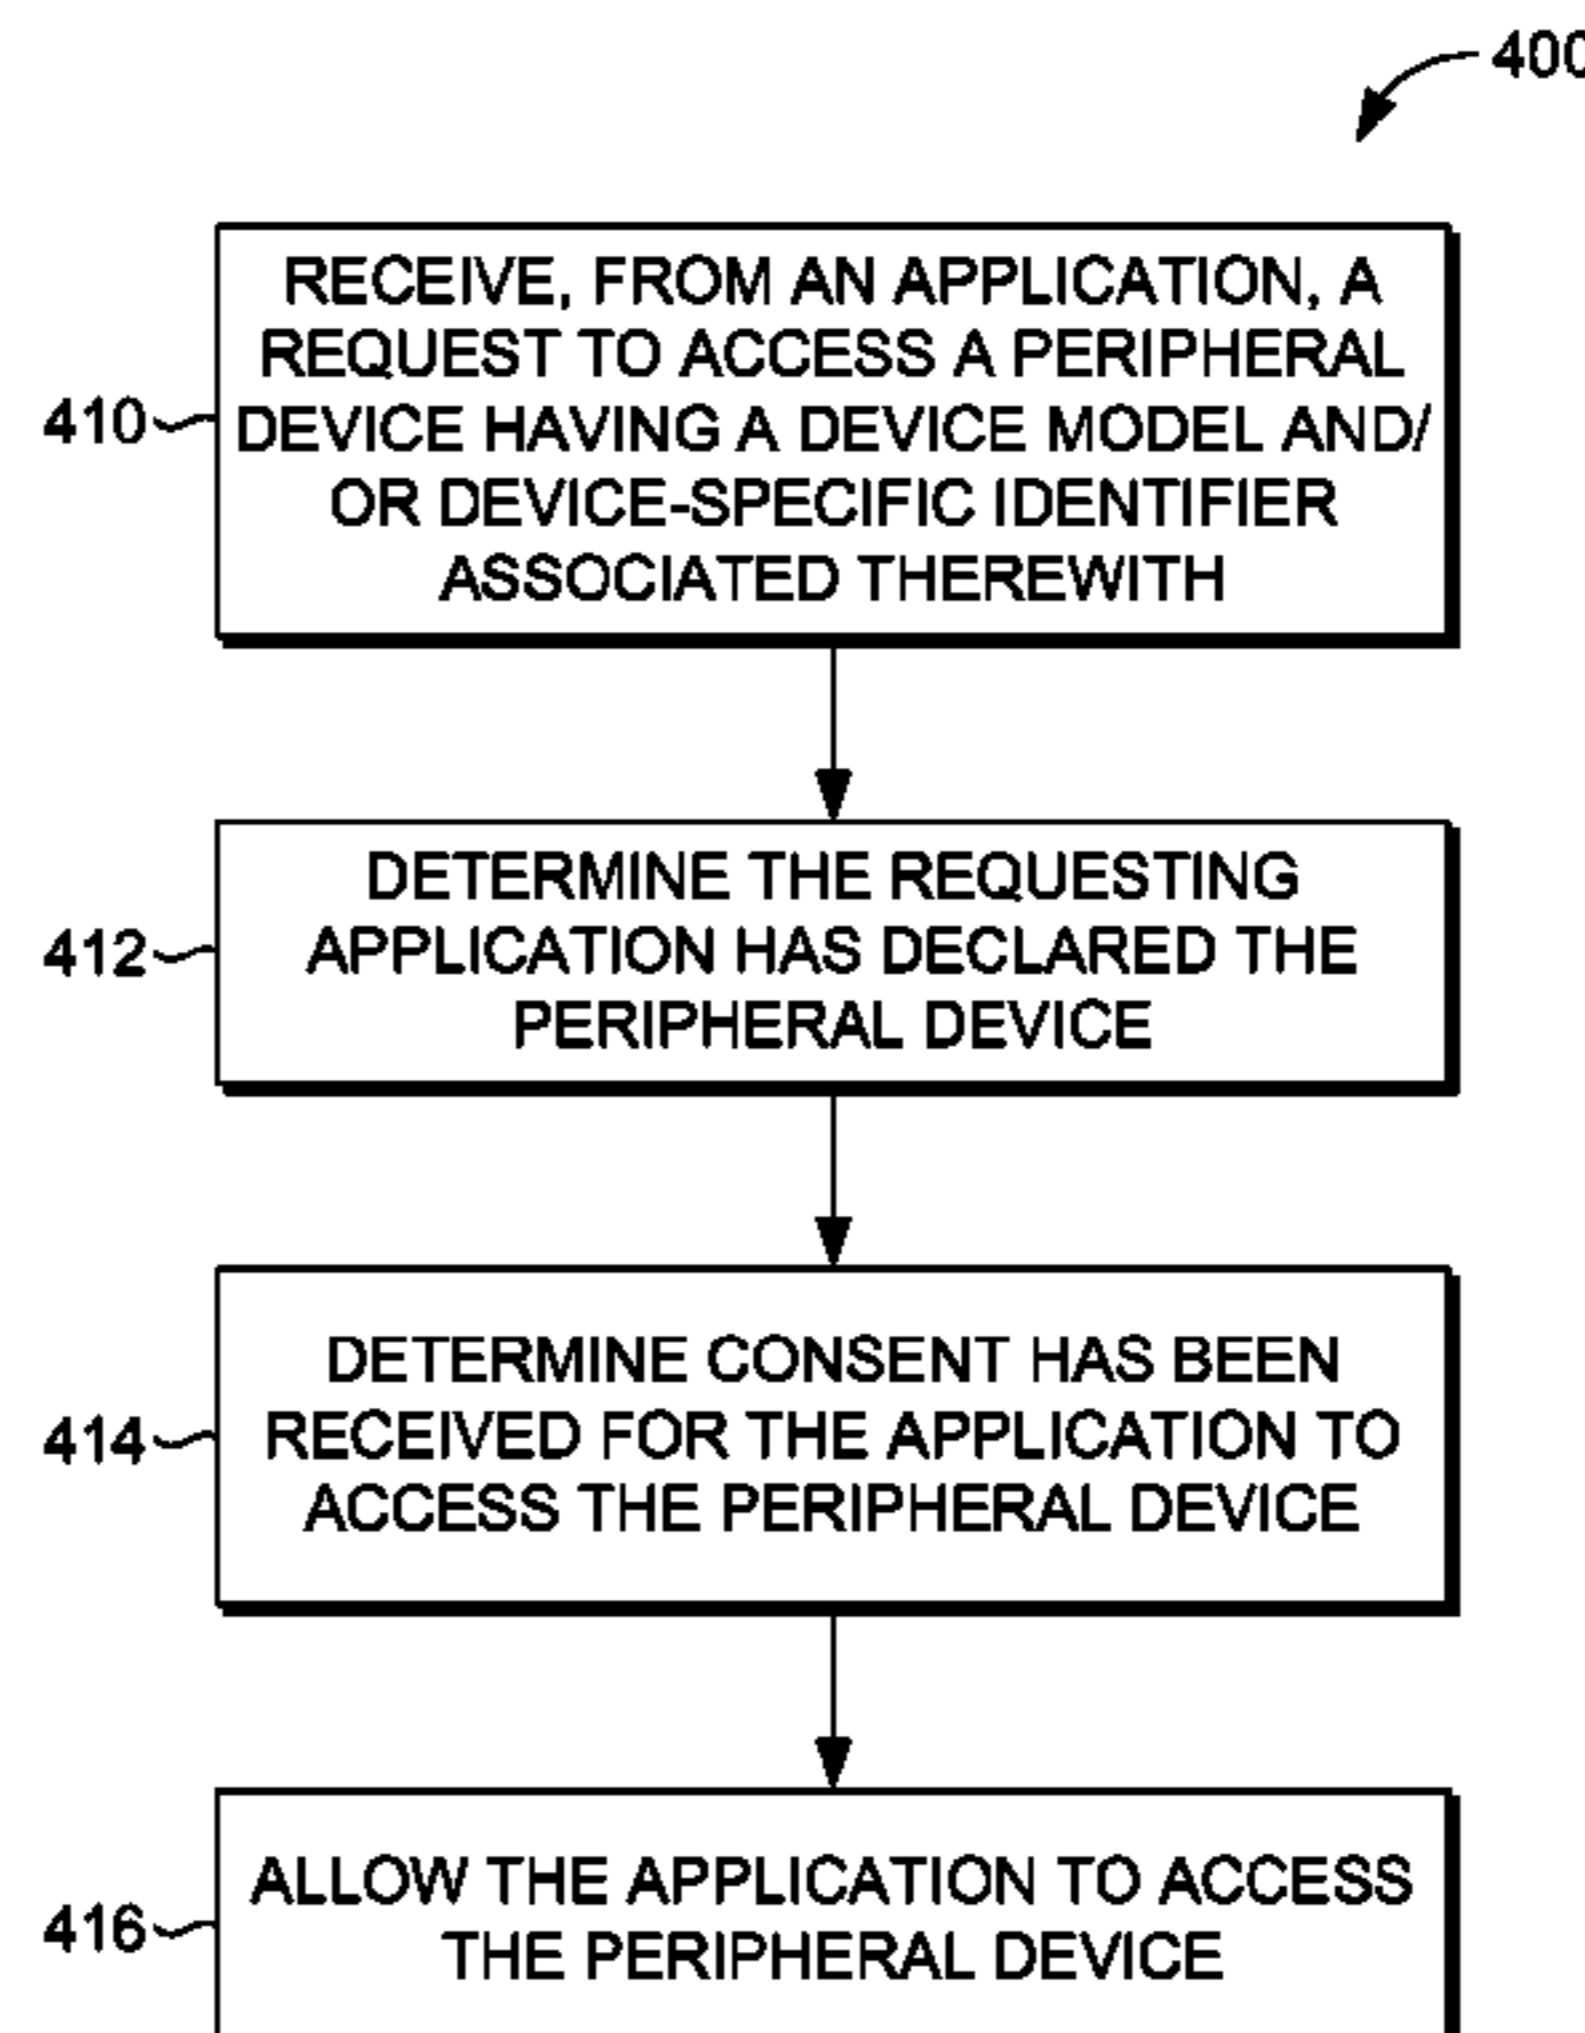 400
RECEIVE, FROM AN APPLICATION, A
REQUEST TO ACCESS A PERIPHERAL
410 DEVICE HAVING A DEVICE MODEL AND/
OR DEVICE-SPECIFIC IDENTIFIER
ASSOCIATED THEREWITH
DETERMINE THE REQUESTING
412 APPLICATION HAS DECLARED THE
PERIPHERAL DEVICE
DETERMINE CONSENT HAS BEEN
414 RECEIVED FOR THE APPLICATION TO
ACCESS THE PERIPHERAL DEVICE
ALLOW THE APPLICATION TO ACCESS
416 THE PERIPHERAL DEVICE